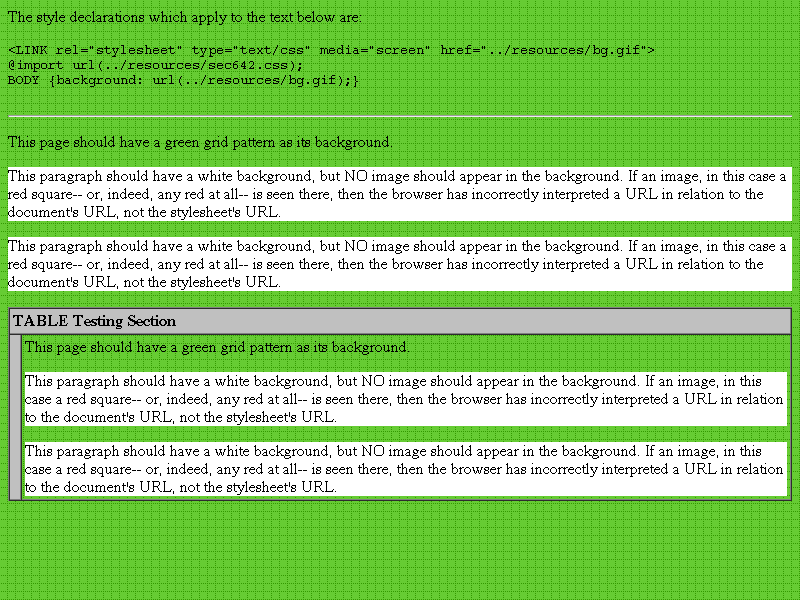 The style declarations which apply to the text below are:
<LINK rel="stylesheet" type="text/css" media="screen" href="../resources/bg.gif">
@import url(../resources/sec642.css);
BODY {background: url(../resources/bg.gif);}
This page should have a green grid pattern as its background.
This paragraph should have a white background, but NO image should appear in the background. If an image, in this case a
red square-- or, indeed, any red at all-- is seen there, then the browser has incorrectly interpreted a URL in relation to the
document's URL, not the stylesheet's URL.
This paragraph should have a white background, but NO image should appear in the background. If an image, in this case a
red square-- or, indeed, any red at all-- is seen there, then the browser has incorrectly interpreted a URL in relation to the
document's URL, not the stylesheet's URL.
TABLE Testing Section
This page should have a green grid pattern as its background.
This paragraph should have a white background, but NO image should appear in the background. If an image, in this
case a red square-- or, indeed, any red at all-- is seen there, then the browser has incorrectly interpreted a URL in relation
to the document's URL, not the stylesheet's URL.
This paragraph should have a white background, but NO image should appear in the background. If an image, in this
case a red square-- or, indeed, any red at all-- is seen there, then the browser has incorrectly interpreted a URL in relation
to the document's URL, not the stylesheet's URL.